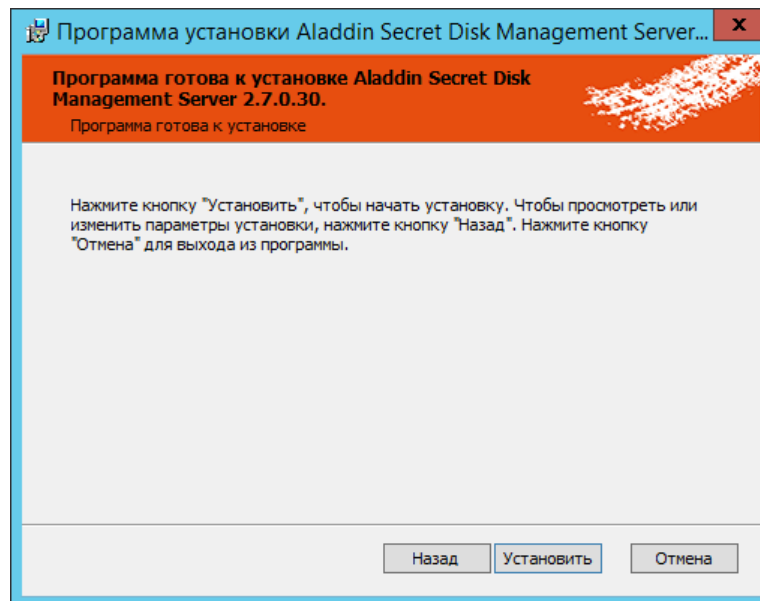 Программа установки Aladdin Secret Disk Management Server...
Программа готова к установке Aladdin Secret Disk
Management Server 2.7.0.30.
Программа готова к установке
Нажмите кнопку "Установить", чтобы начать установку. Чтобы просмотреть или
изменить параметры установки, нажмите кнопку "Назад". Нажмите кнопку
"Отмена" для выхода из программы.
Назад Установить Отмена